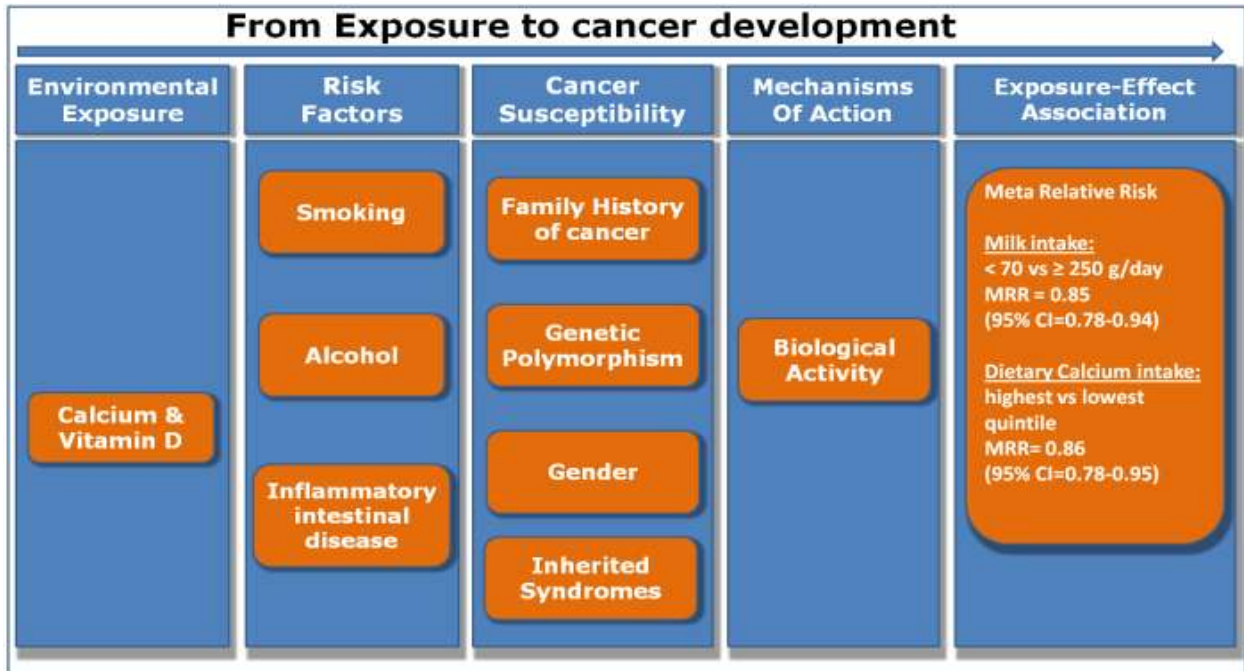 From Exposure to cancer development
Environmental
Exposure
Risk
Factors
Cancer
Susceptibility
Mechanisms
Of Action
Exposure-Effect
Association
Calcium &
Vitamin D
Smoking
Alcohol
Inflammatory
intestinal
disease
Family History
of cancer
Genetic
Polymorphism
Gender
Inherited
Syndromes
Biological
Activity
Meta Relative Risk
Milk intake:
< 70 vs ≥ 250 g/day
MRR = 0.85
(95% CI=0.78-0.94)
Dietary Calcium intake:
highest vs lowest
quintile
MRR= 0.86
(95% CI=0.78-0.95)